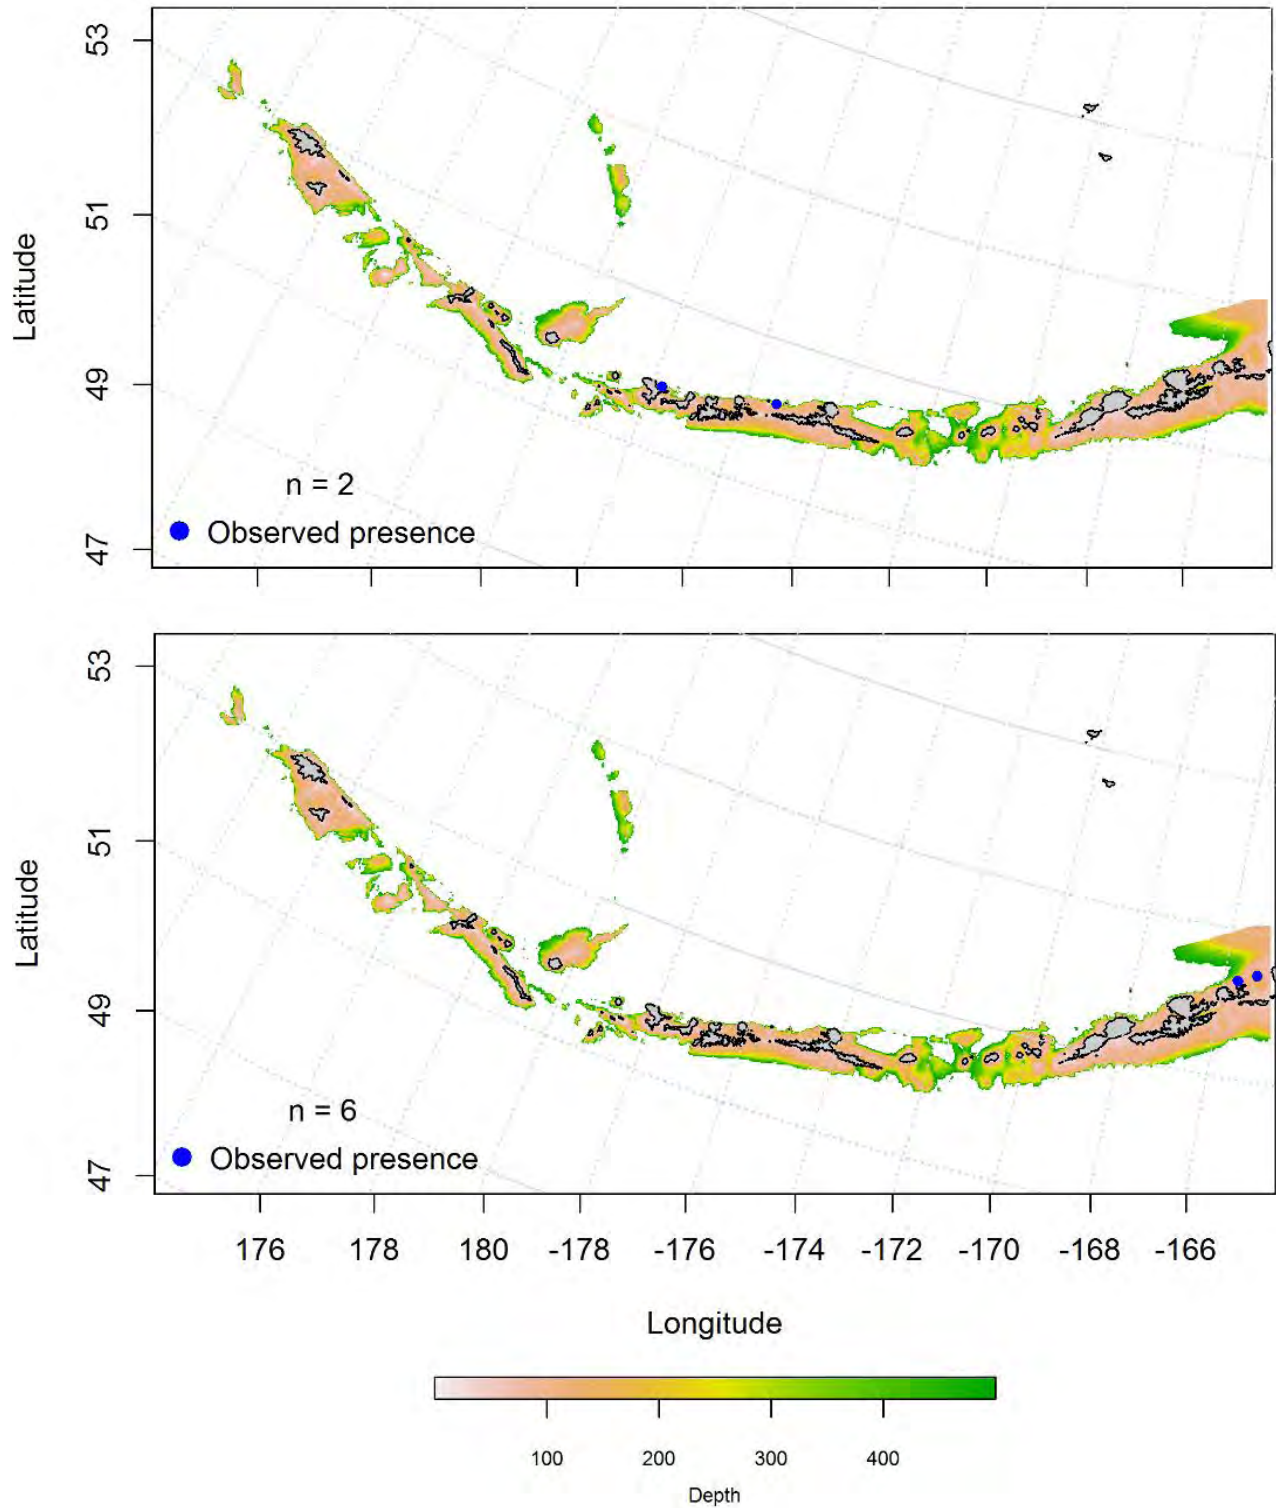 53
51
49
47
Latitude
n = 2
Observed presence
53
51
49
47
Latitude
n = 6
Observed presence
176 178 180 -178 -176 -174 -172 -170 -168 -166
Longitude
100 200 300 400
Depth